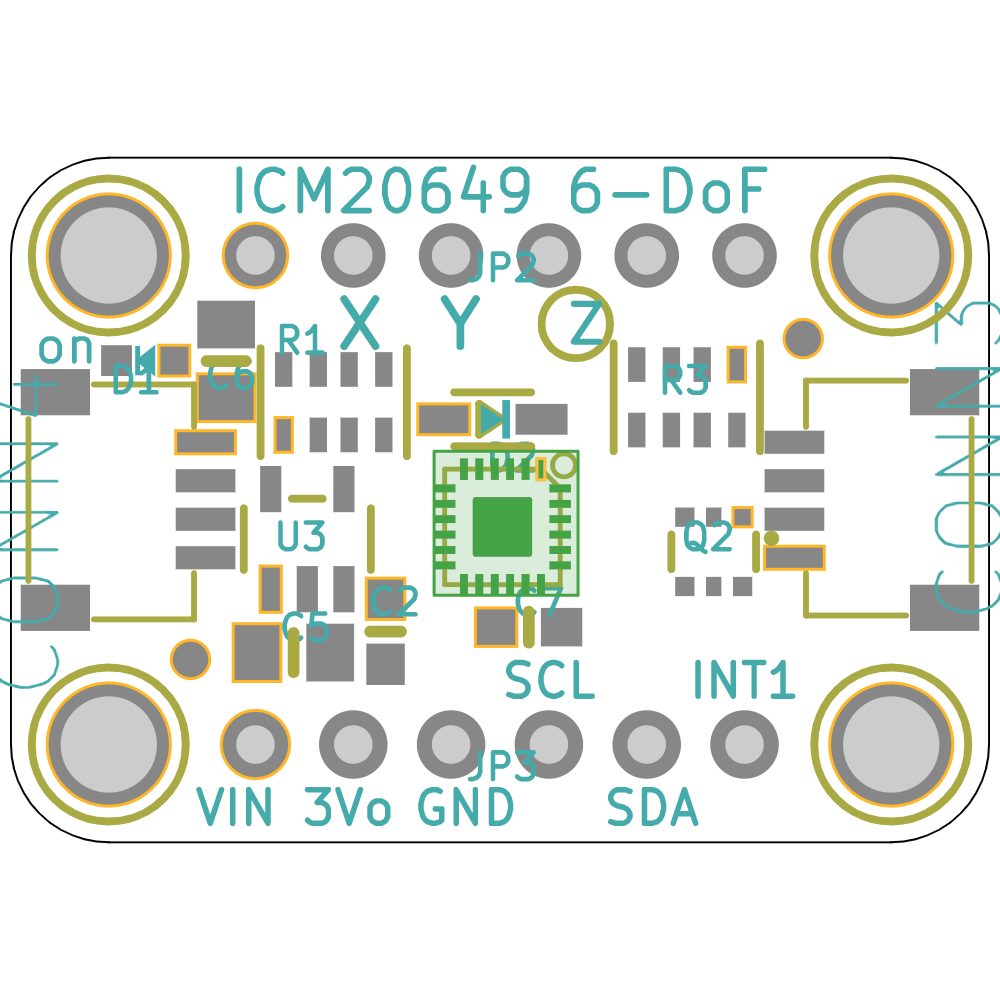 ICM20649 6-DoF
JP2
X Y Z
on
R1
D1
C6
R3
U3
Q2
C2
C7
C5
SCL INT1
JP3
VIN 3Vo GND SDA